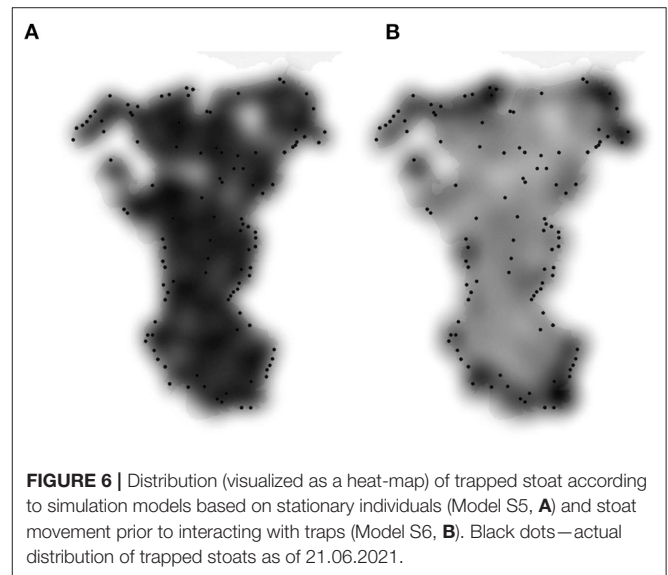 A
B
FIGURE 6 | Distribution (visualized as a heat-map) of trapped stoat according
to simulation models based on stationary individuals (Model S5, A) and stoat
movement prior to interacting with traps (Model S6, B). Black dots—actual
distribution of trapped stoats as of 21.06.2021.